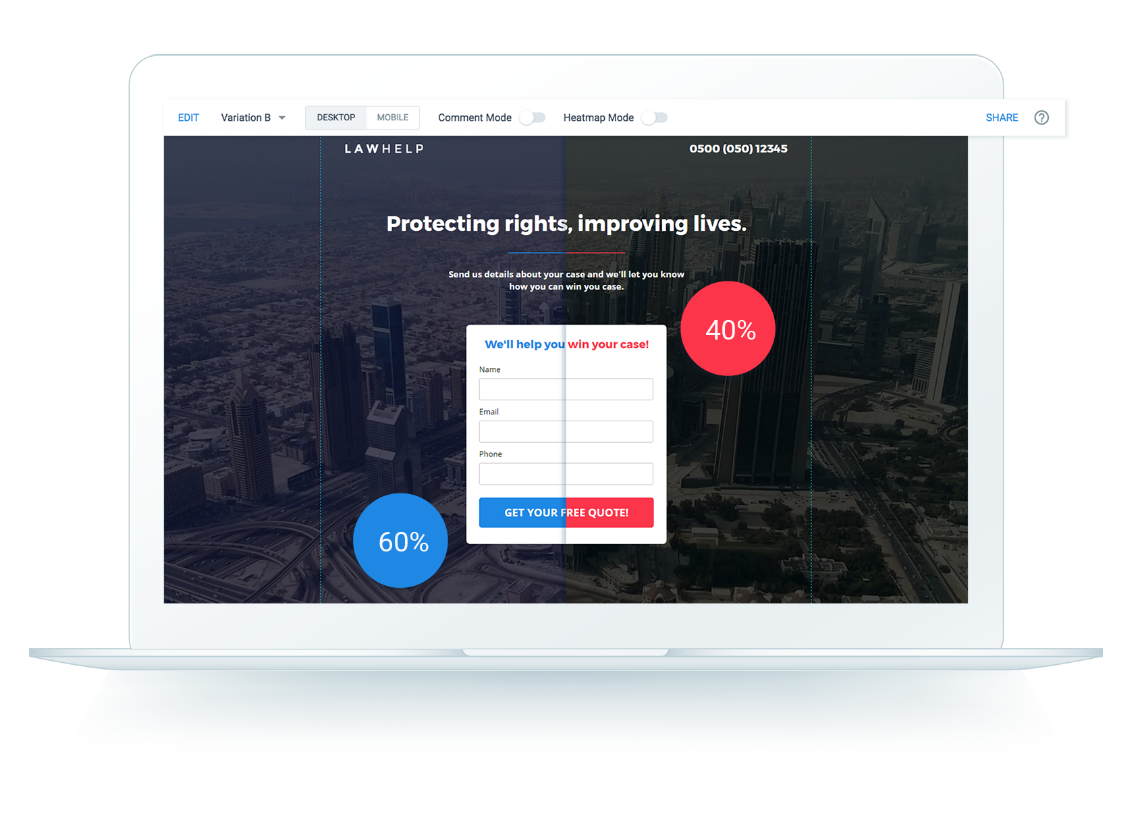 EDIT Variation B DESKTOP MOBILE Comment Mode Heatmap Mode SHARE ?
LAWHELP 0500 (050) 12345
Protecting rights, improving lives.
Send us details about your case and we'll let you know
how you can win you case.
40%
We'll help you win your case!
Name
Email
Phone
GET YOUR FREE QUOTE!
60%